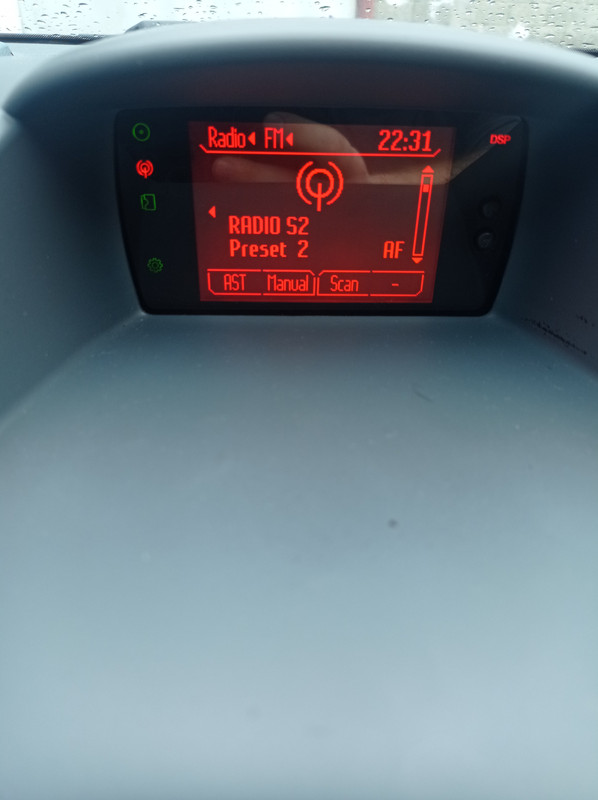 Radio FM 22:31 DSP
RADIO S2
Preset 2 AF
AST Manual Scan -